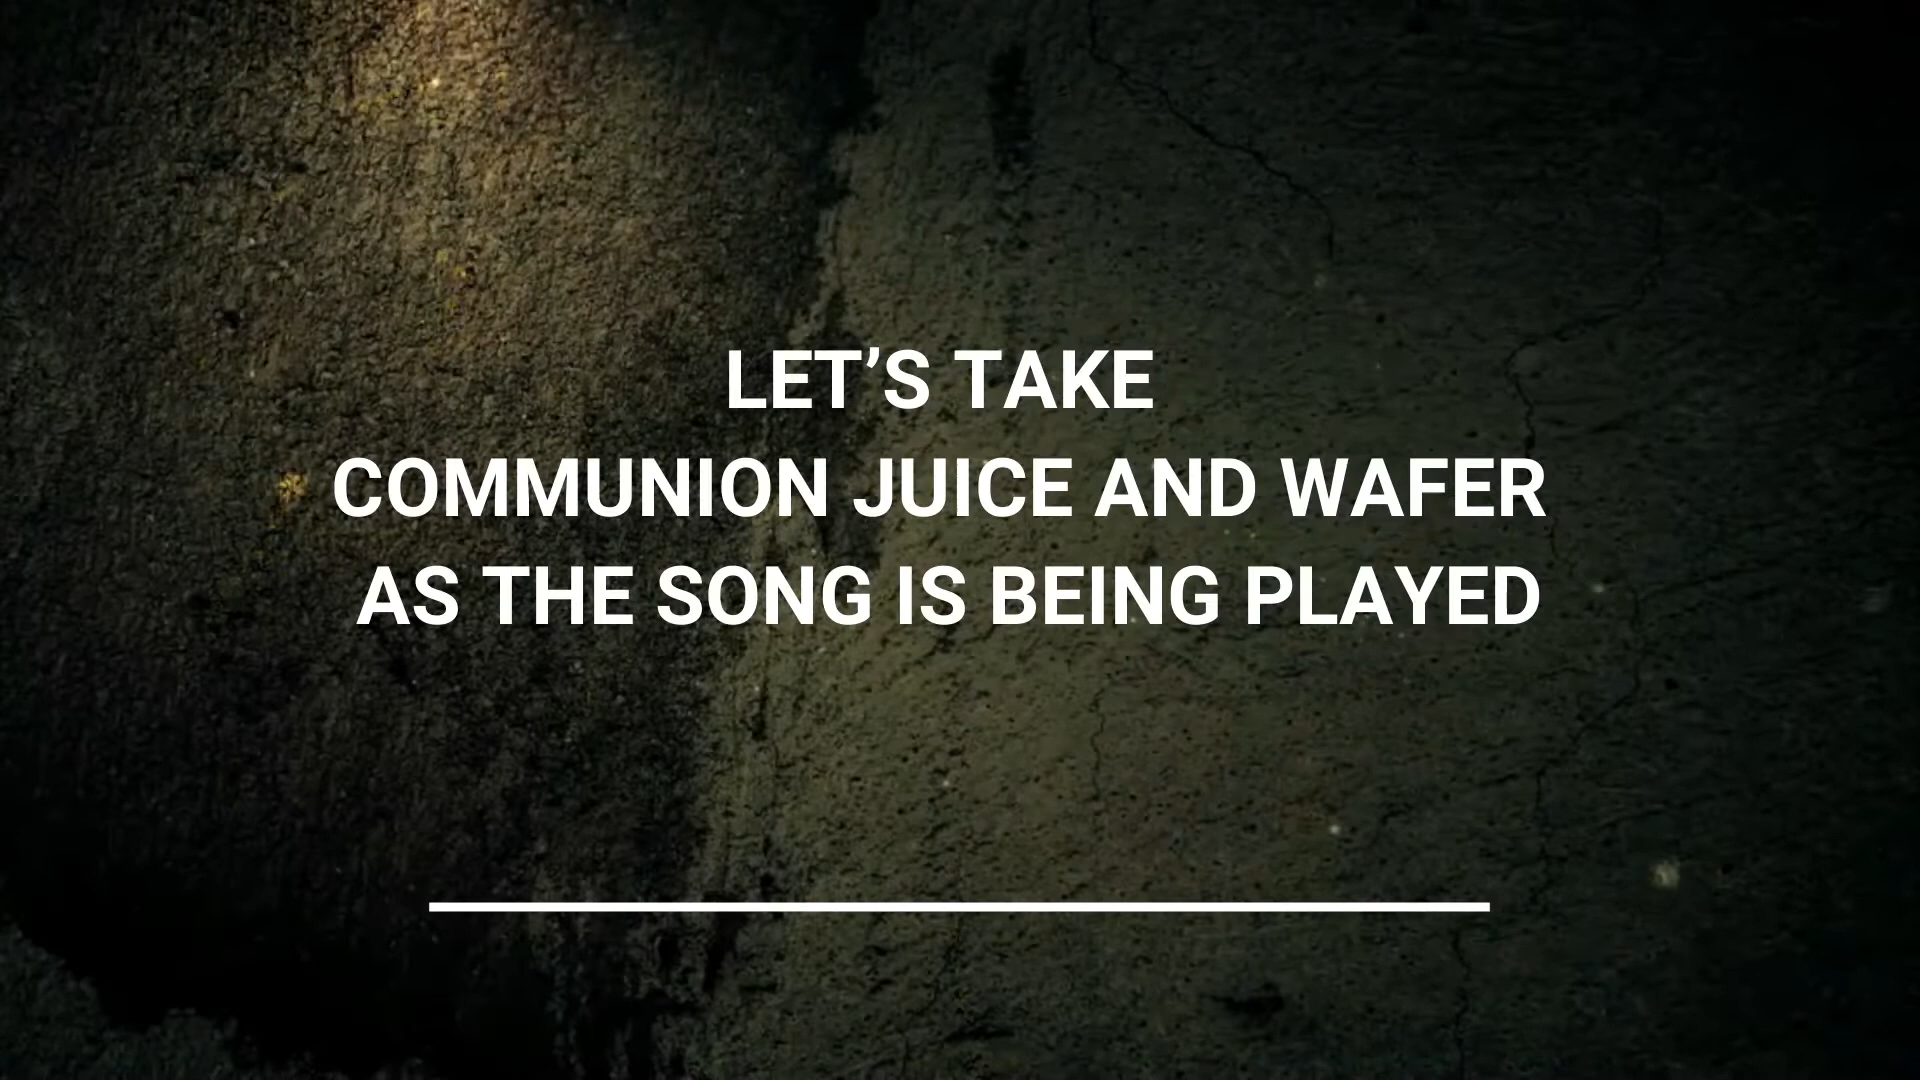 LET’S TAKE
COMMUNION JUICE AND WAFER
AS THE SONG IS BEING PLAYED